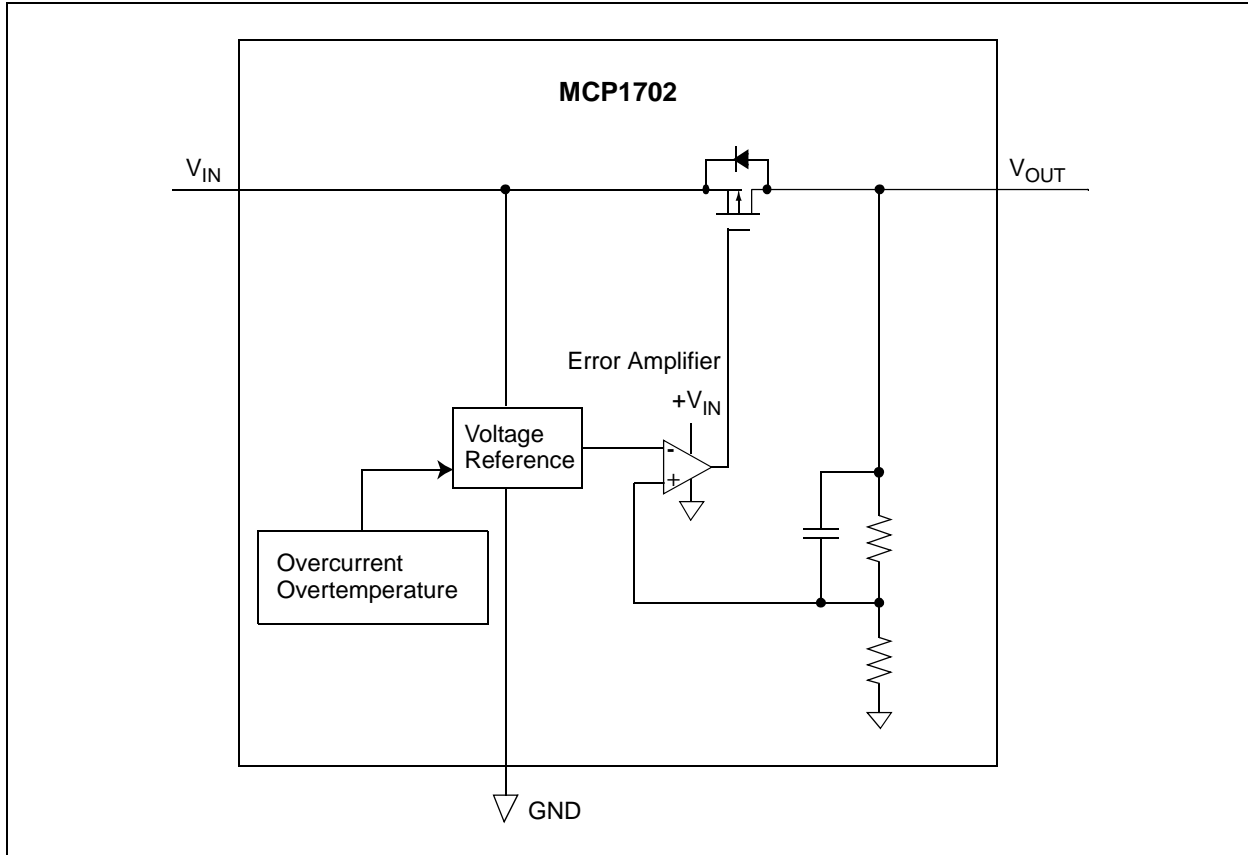 MCP1702
V_IN
V_OUT
Error Amplifier
+V_IN
Voltage
Reference
-
+
Overcurrent
Overtemperature
GND